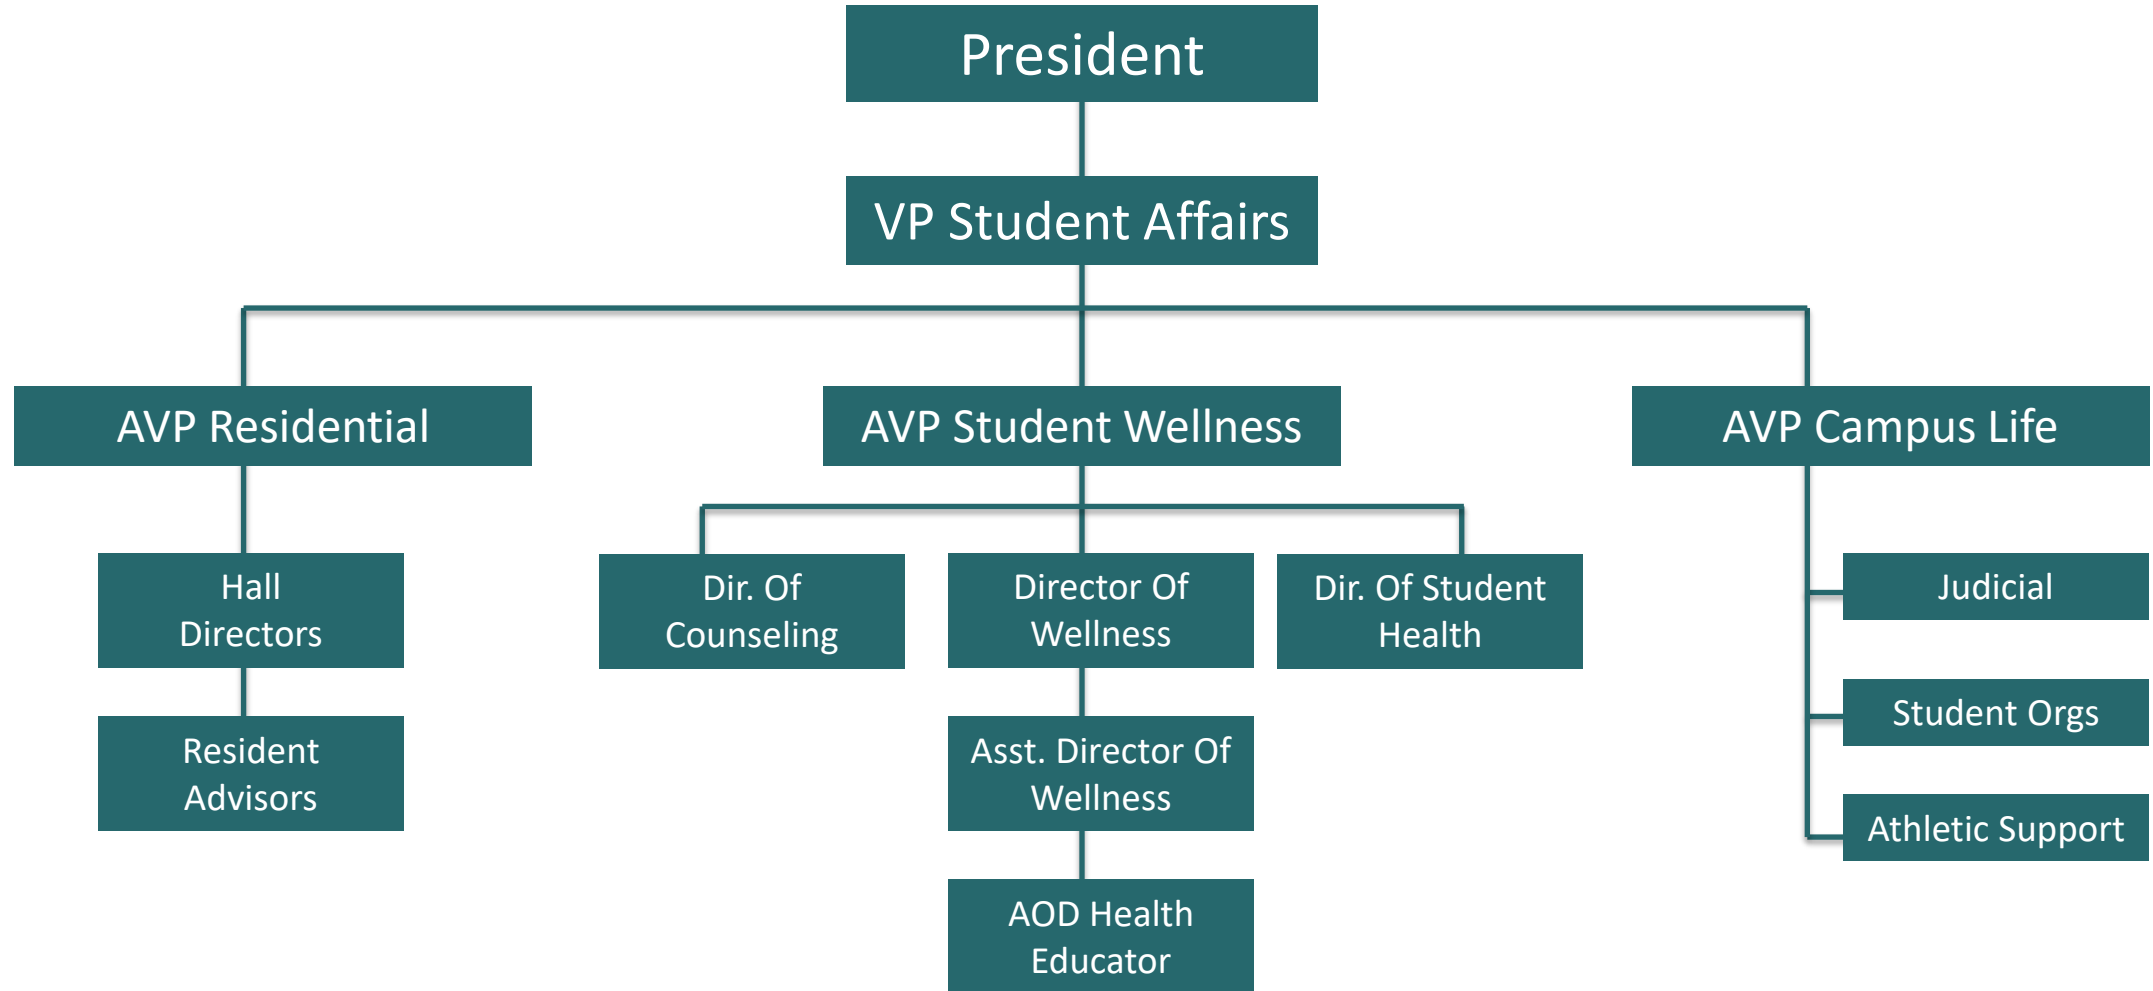 President
VP Student Affairs
AVP Residential
AVP Student Wellness
AVP Campus Life
Hall
Directors
Resident
Advisors
Dir. Of
Counseling
Director Of
Wellness
Dir. Of Student
Health
Asst. Director Of
Wellness
AOD Health
Educator
Judicial
Student Orgs
Athletic Support